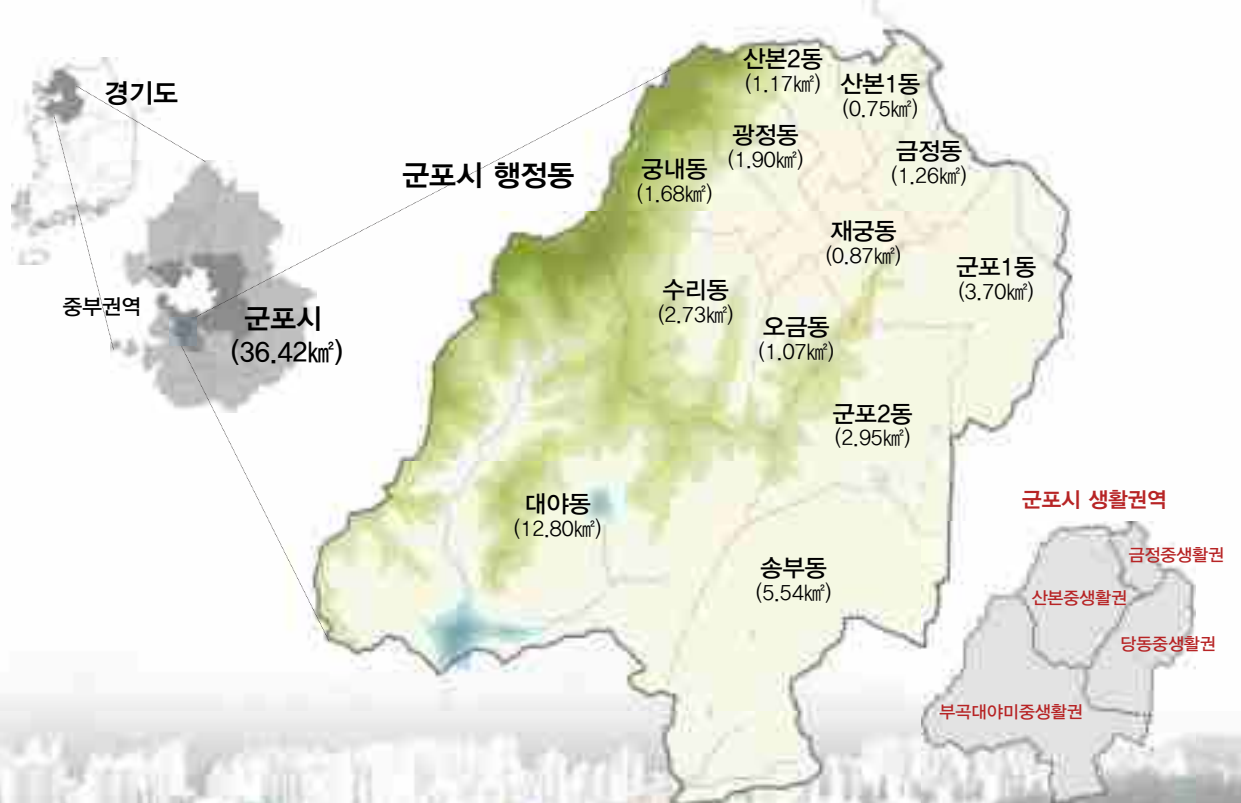 경기도
중부권역
군포시
(36.42㎢)
군포시 행정동
산본2동
(1.17㎢)
산본1동
(0.75㎢)
광정동
(1.90㎢)
금정동
(1.26㎢)
궁내동
(1.68㎢)
재궁동
(0.87㎢)
군포1동
(3.70㎢)
수리동
(2.73㎢)
오금동
(1.07㎢)
군포2동
(2.95㎢)
대야동
(12.80㎢)
송부동
(5.54㎢)
군포시 생활권역
금정중생활권
산본중생활권
당동중생활권
부곡대야미중생활권